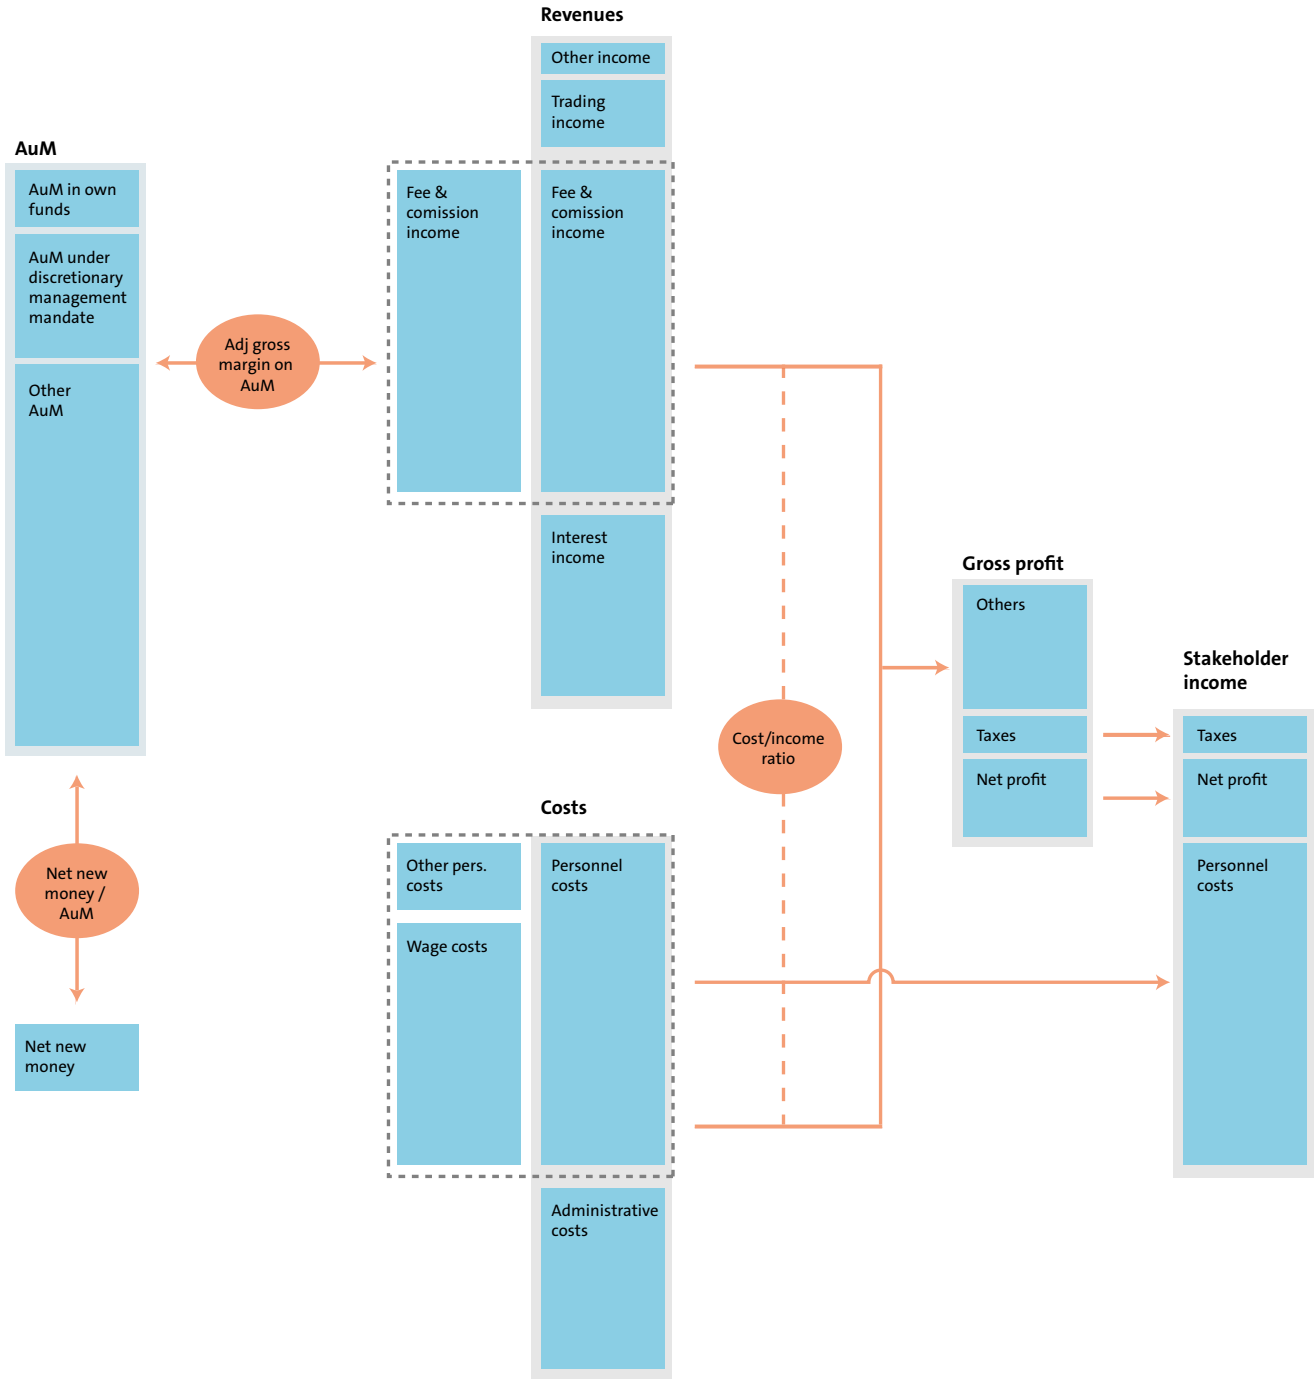 Revenues
Other income
Trading
income
AuM
AuM in own
funds
AuM under
discretionary
management
mandate
Other
AuM
Adj gross
margin on
AuM
Fee &
comission
income
Fee &
comission
income
Interest
income
Gross profit
Others
Taxes
Net profit
Stakeholder
income
Taxes
Net profit
Personnel
costs
Cost/income
ratio
Costs
Other pers.
costs
Wage costs
Personnel
costs
Administrative
costs
Net new
money /
AuM
Net new
money